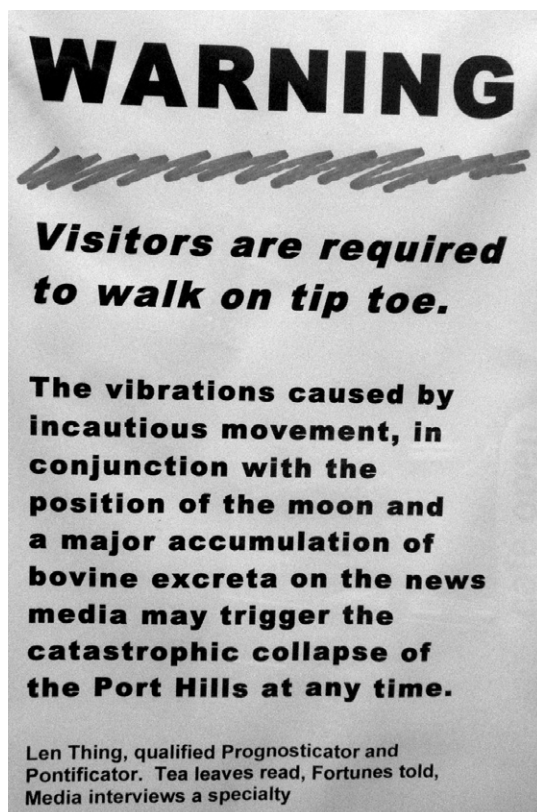 WARNING
Visitors are required
to walk on tip toe.
The vibrations caused by
incautious movement, in
conjunction with the
position of the moon and
a major accumulation of
bovine excreta on the news
media may trigger the
catastrophic collapse of
the Port Hills at any time.
Len Thing, qualified Prognosticator and
Pontificator. Tea leaves read, Fortunes told,
Media interviews a specialty